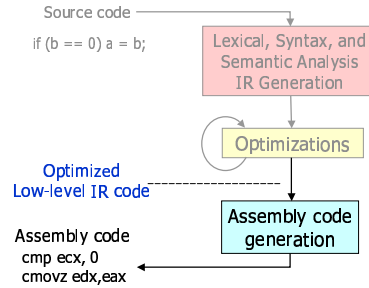 Source code
if (b == 0) a = b;
Lexical, Syntax, and
Semantic Analysis
IR Generation
Optimizations
Optimized
Low-level IR code
Assembly code
generation
Assembly code
cmp ecx, 0
cmovz edx,eax